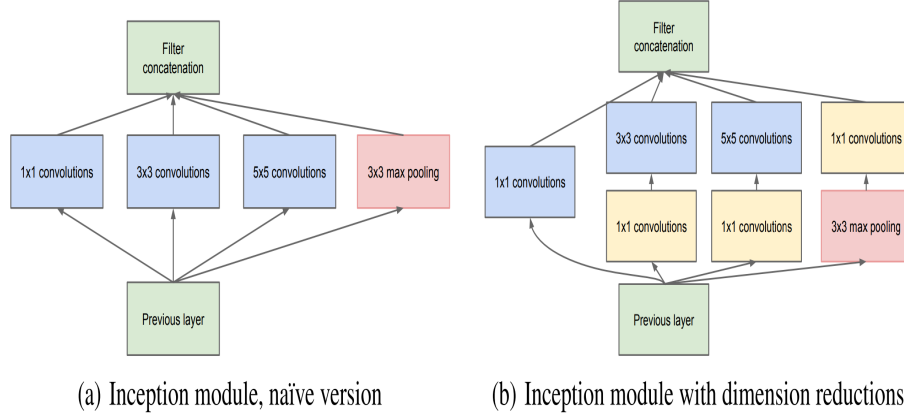 Filter
concatenation
1x1 convolutions
3x3 convolutions
5x5 convolutions
3x3 max pooling
Previous layer
(a) Inception module, naïve version
Filter
concatenation
3x3 convolutions
5x5 convolutions
1x1 convolutions
1x1 convolutions
1x1 convolutions
1x1 convolutions
3x3 max pooling
Previous layer
(b) Inception module with dimension reductions